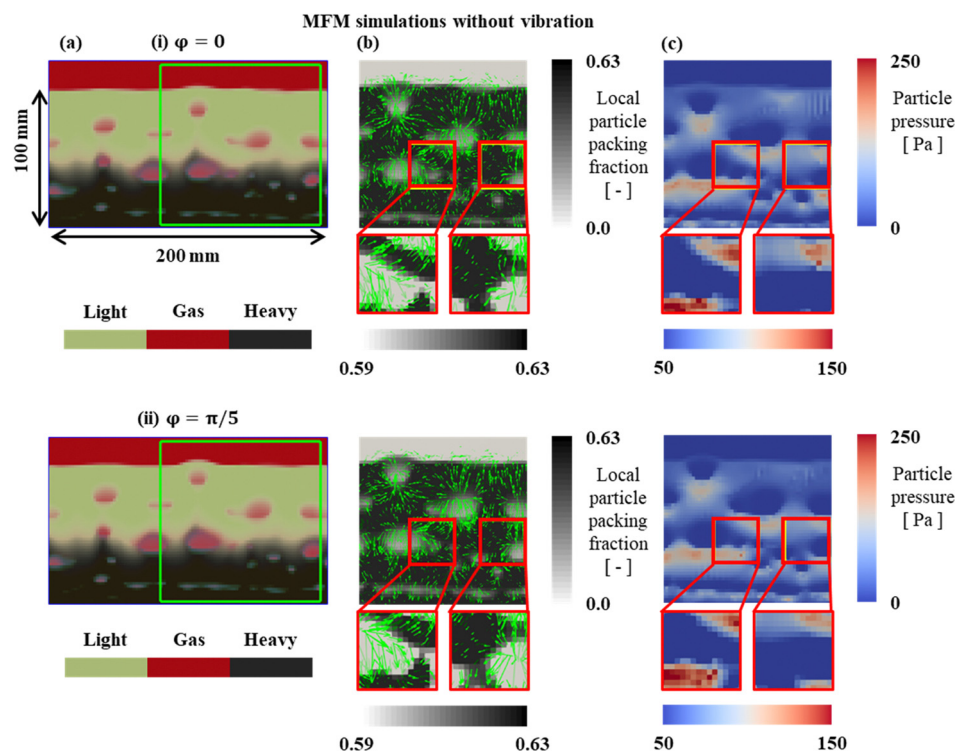 MFM simulations without vibration
(a)
(i) φ = 0
(b)
(c)
100 mm
200 mm
0.63
Local
particle
packing
fraction
[ - ]
0.0
250
Particle
pressure
[ Pa ]
0
Light Gas Heavy
0.59 0.63
50 150
(ii) φ = π/5
0.63
Local
particle
packing
fraction
[ - ]
0.0
250
Particle
pressure
[ Pa ]
0
Light Gas Heavy
0.59 0.63
50 150